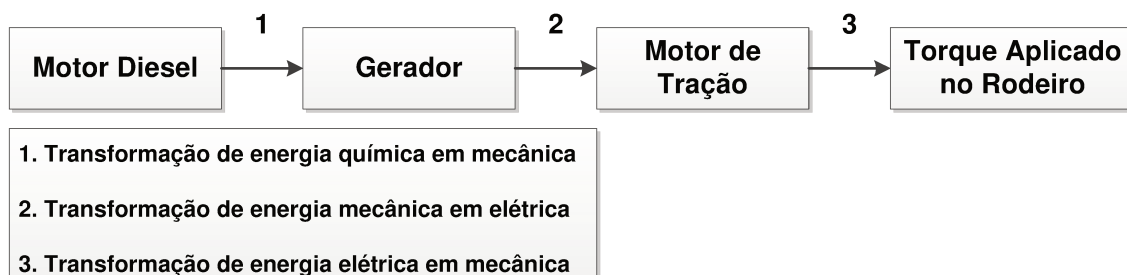 1
2
3
Motor Diesel
Gerador
Motor de
Tração
Torque Aplicado
no Rodeiro
1. Transformação de energia química em mecânica
2. Transformação de energia mecânica em elétrica
3. Transformação de energia elétrica em mecânica